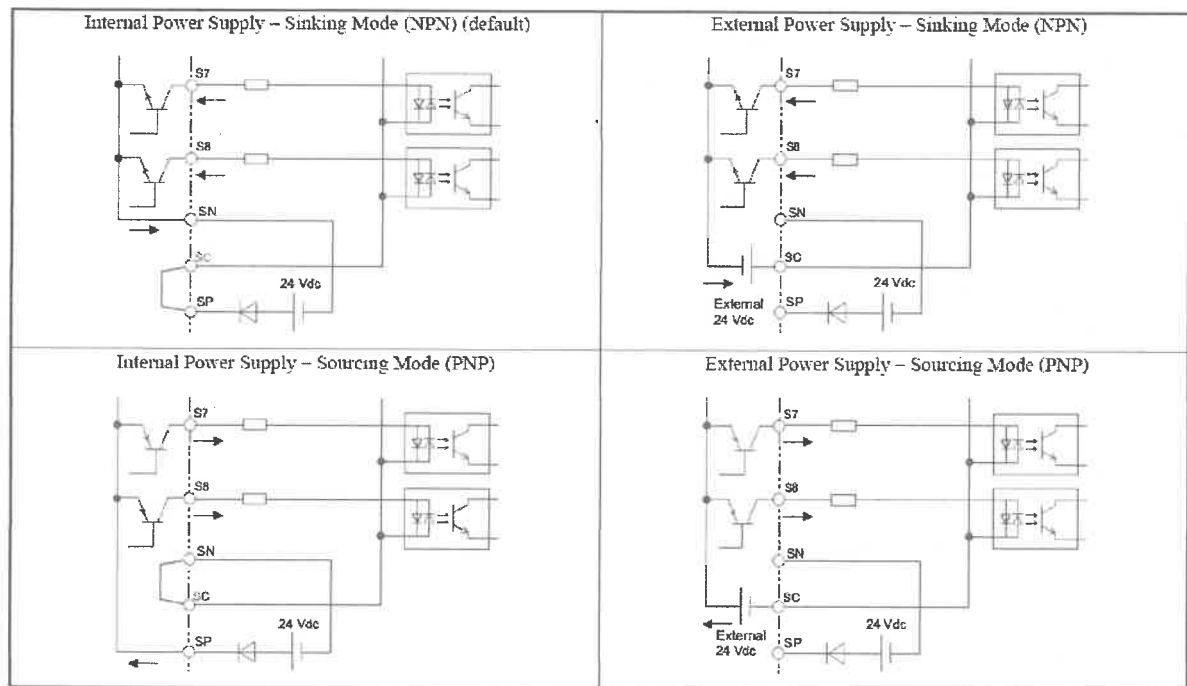 Internal Power Supply – Sinking Mode (NPN) (default)
S7
S8
SN
SC
24 Vdc
SP
External Power Supply – Sinking Mode (NPN)
S7
S8
SN
SC
External
24 Vdc
24 Vdc
SP
Internal Power Supply – Sourcing Mode (PNP)
S7
S8
SN
SC
24 Vdc
SP
External Power Supply – Sourcing Mode (PNP)
S7
S8
SN
SC
External
24 Vdc
24 Vdc
SP